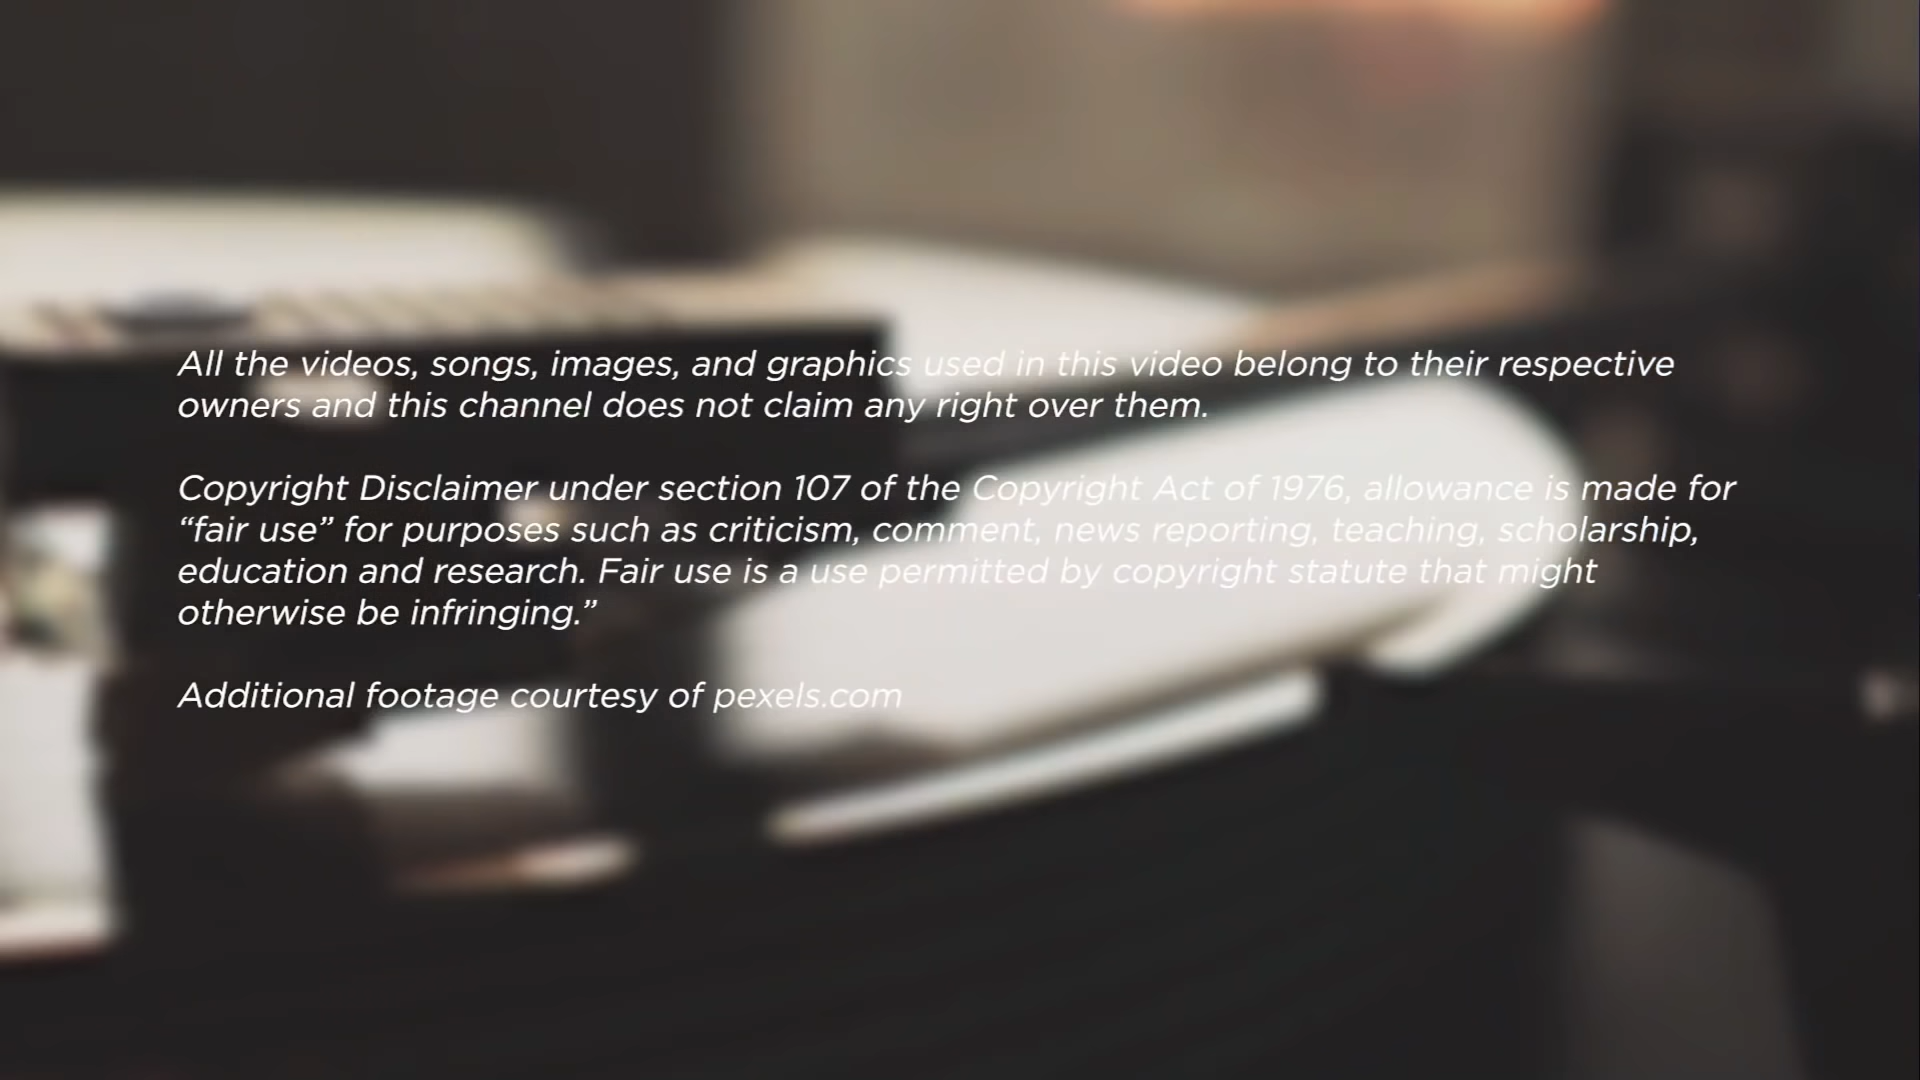 All the videos, songs, images, and graphics used in this video belong to their respective
owners and this channel does not claim any right over them.
Copyright Disclaimer under section 107 of the Copyright Act of 1976, allowance is made for
“fair use” for purposes such as criticism, comment, news reporting, teaching, scholarship,
education and research. Fair use is a use permitted by copyright statute that might
otherwise be infringing.”
Additional footage courtesy of pexels.com